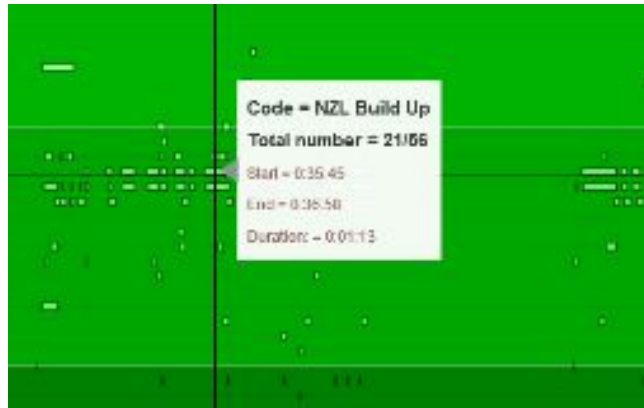 Code = NZL Build Up
Total number = 21/56
Start = 0:35:45
End = 0:36:58
Duration: = 0:01:13